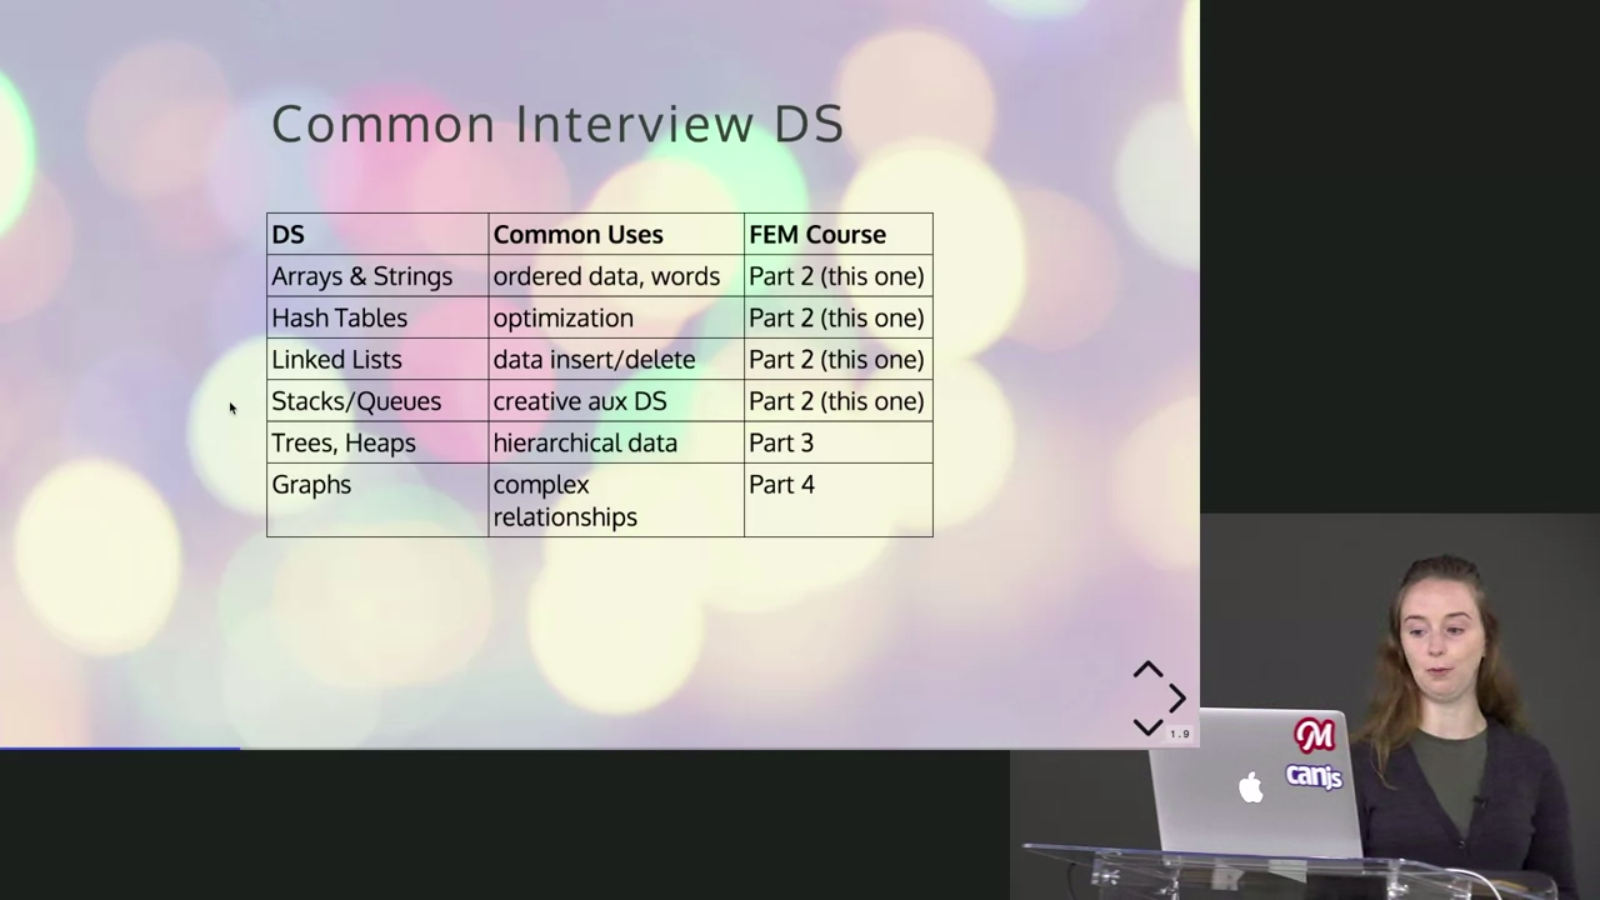 Common Interview DS
DS Common Uses FEM Course
Arrays & Strings ordered data, words Part 2 (this one)
Hash Tables optimization Part 2 (this one)
Linked Lists data insert/delete Part 2 (this one)
Stacks/Queues creative aux DS Part 2 (this one)
Trees, Heaps hierarchical data Part 3
Graphs complex relationships Part 4
1.9
M
canjs